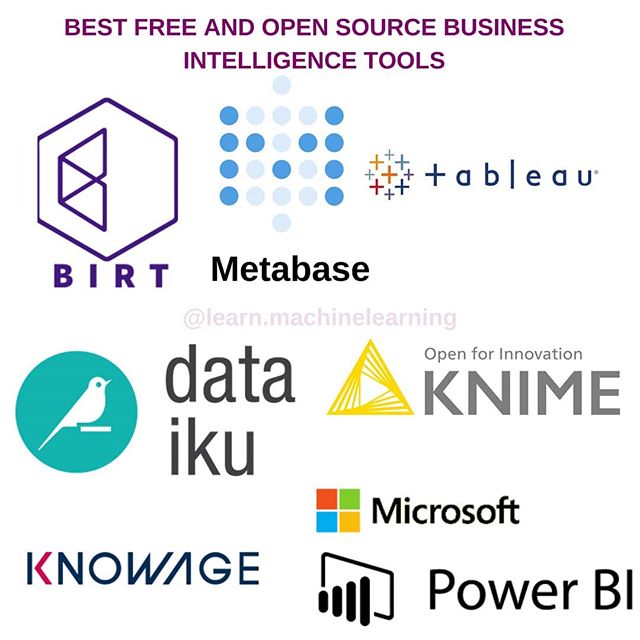 BEST FREE AND OPEN SOURCE BUSINESS
INTELLIGENCE TOOLS
BIRT
Metabase
+ableau®
@learn.machinelearning
data
iku
Open for Innovation
KNIME
KNOWAGE
Microsoft
Power BI